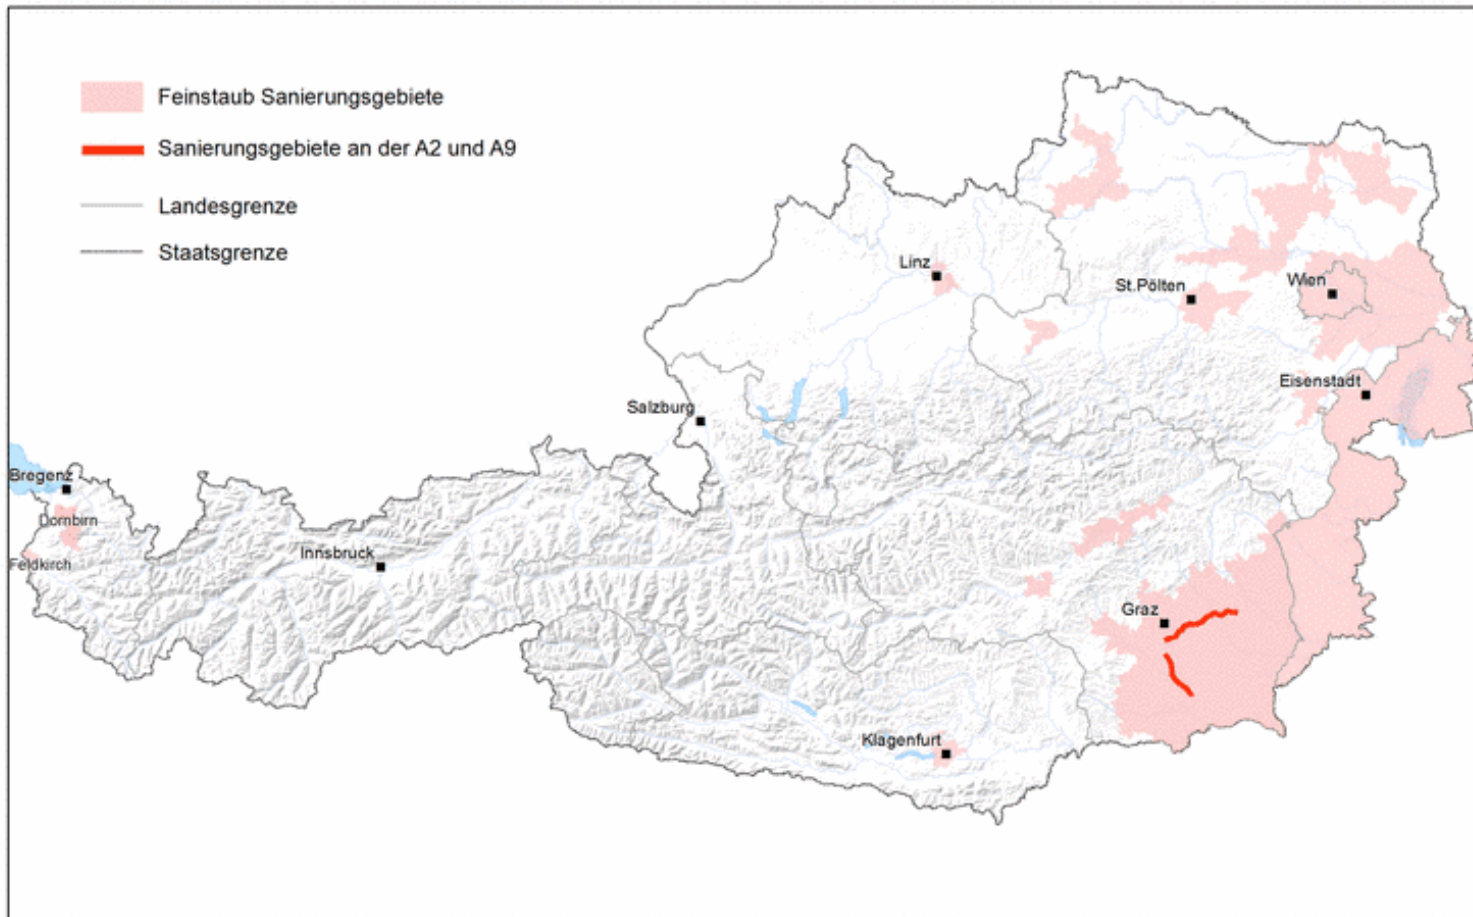 Feinstaub Sanierungsgebiete
Sanierungsgebiete an der A2 und A9
Landesgrenze
Staatsgrenze
Linz
St.Pölten
Wien
Eisenstadt
Salzburg
Bregenz
Dornbirn
Innsbruck
Feldkirch
Graz
Klagenfurt